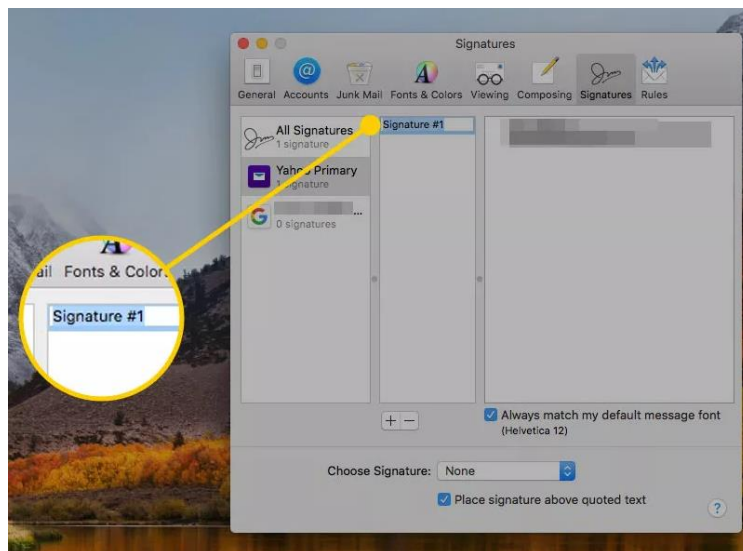 Signatures
General Accounts Junk Mail Fonts & Colors Viewing Composing Signatures Rules
All Signatures
1 signature
Yahoo Primary
1 signature
...
0 signatures
Signature #1
ail Fonts & Colors
Signature #1
+ −
Always match my default message font
(Helvetica 12)
Choose Signature: None
Place signature above quoted text
?